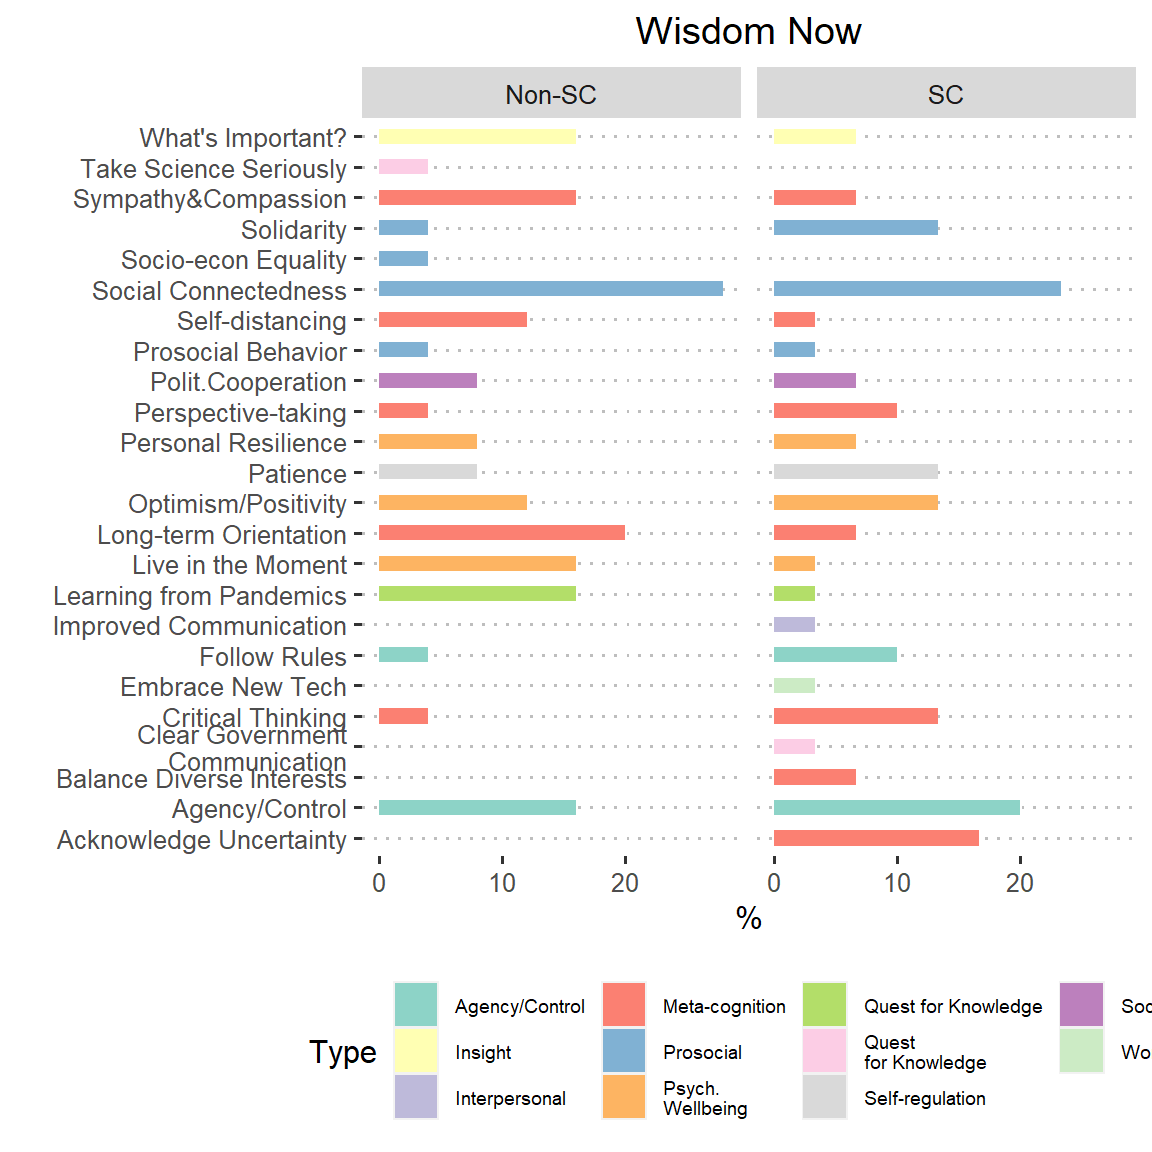 Wisdom Now
Non-SC
SC
What's Important?
Take Science Seriously
Sympathy&Compassion
Solidarity
Socio-econ Equality
Social Connectedness
Self-distancing
Prosocial Behavior
Polit.Cooperation
Perspective-taking
Personal Resilience
Patience
Optimism/Positivity
Long-term Orientation
Live in the Moment
Learning from Pandemics
Improved Communication
Follow Rules
Embrace New Tech
Critical Thinking
Clear Government
Communication
Balance Diverse Interests
Agency/Control
Acknowledge Uncertainty
0 10 20
0 10 20
%
Type
Agency/Control
Insight
Interpersonal
Meta-cognition
Prosocial
Psych.
Wellbeing
Quest for Knowledge
Quest
for Knowledge
Self-regulation